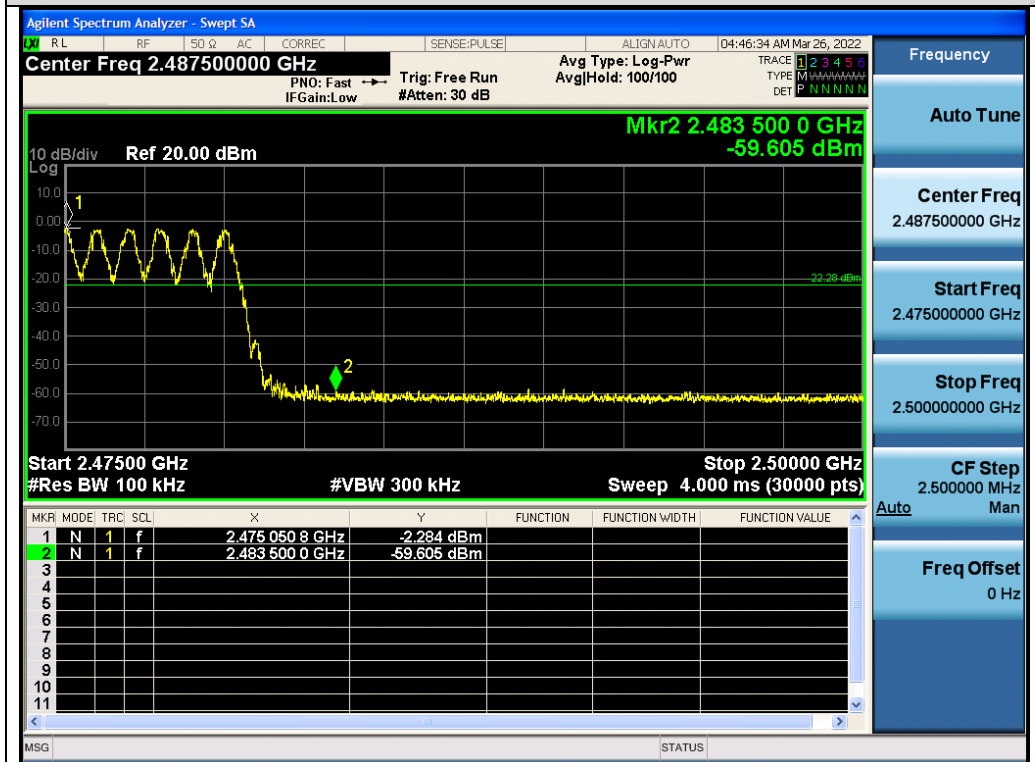 Agilent Spectrum Analyzer - Swept SA
LXI RL RF 50 Ω AC CORREC SENSE:PULSE ALIGN AUTO 04:46:34 AM Mar 26, 2022
Center Freq 2.487500000 GHz
PNO: Fast
IFGain:Low
Trig: Free Run
#Atten: 30 dB
Avg Type: Log-Pwr
Avg|Hold: 100/100
TRACE 1 2 3 4 5 6
TYPE M
DET P N N N N N
Mkr2 2.483 500 0 GHz
-59.605 dBm
10 dB/div Ref 20.00 dBm
Log
10.0
0.00
-10.0
-20.0
-30.0
-40.0
-50.0
-60.0
-70.0
1
2
-22.28 dBm
Start 2.47500 GHz Stop 2.50000 GHz
#Res BW 100 kHz #VBW 300 kHz Sweep 4.000 ms (30000 pts)
MKR MODE TRC SCL X Y FUNCTION FUNCTION WIDTH FUNCTION VALUE
1 N 1 f 2.475 050 8 GHz -2.284 dBm
2 N 1 f 2.483 500 0 GHz -59.605 dBm
3
4
5
6
7
8
9
10
11
MSG STATUS
Frequency
Auto Tune
Center Freq
2.487500000 GHz
Start Freq
2.475000000 GHz
Stop Freq
2.500000000 GHz
CF Step
2.500000 MHz
Auto Man
Freq Offset
0 Hz